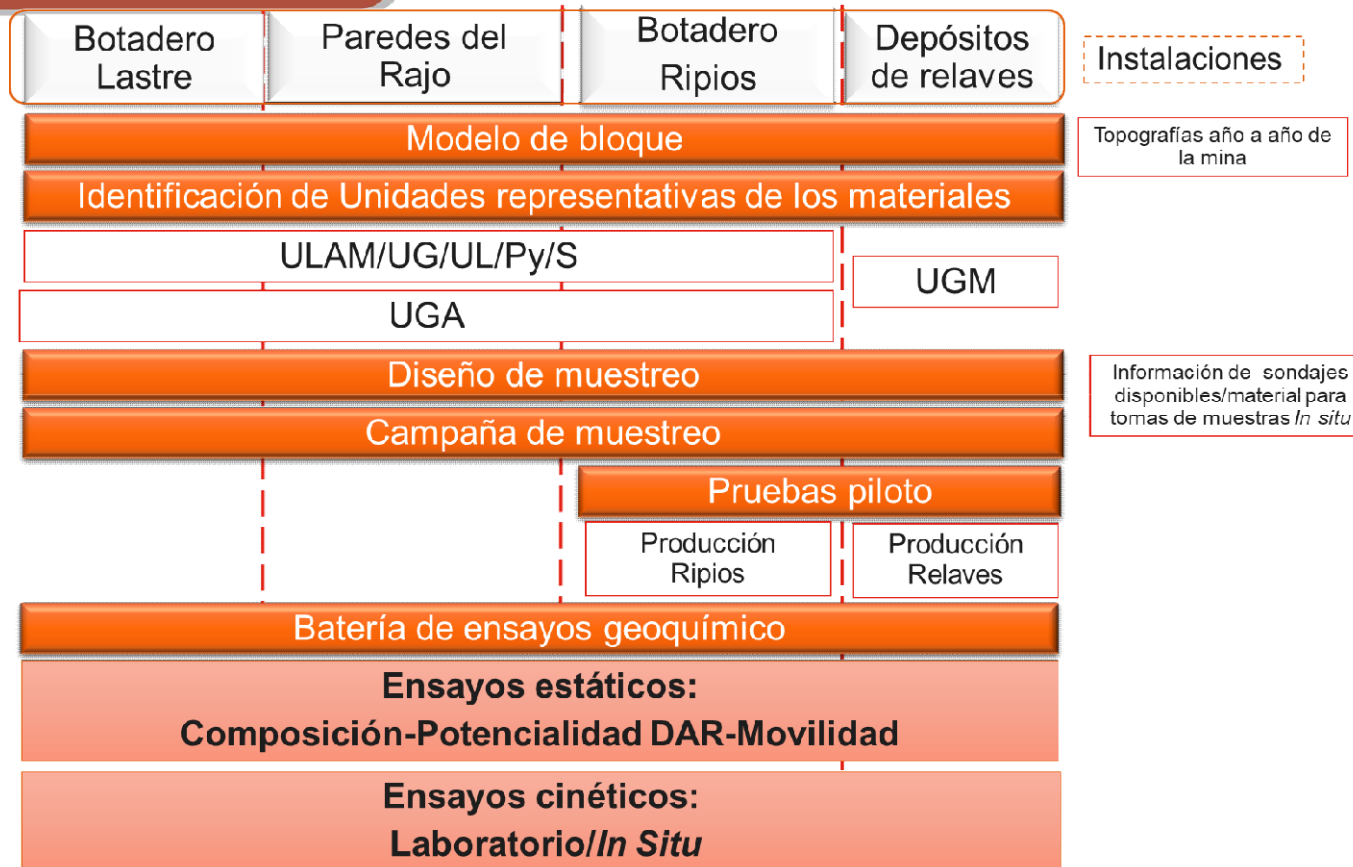 Botadero
Lastre
Paredes del
Rajo
Botadero
Ripios
Depósitos
de relaves
Instalaciones
Modelo de bloque
Topografías año a año de
la mina
Identificación de Unidades representativas de los materiales
ULAM/UG/UL/Py/S
UGM
UGA
Diseño de muestreo
Información de sondajes
disponibles/material para
tomas de muestras In situ
Campaña de muestreo
Pruebas piloto
Producción
Ripios
Producción
Relaves
Batería de ensayos geoquímico
Ensayos estáticos:
Composición-Potencialidad DAR-Movilidad
Ensayos cinéticos:
Laboratorio/In Situ